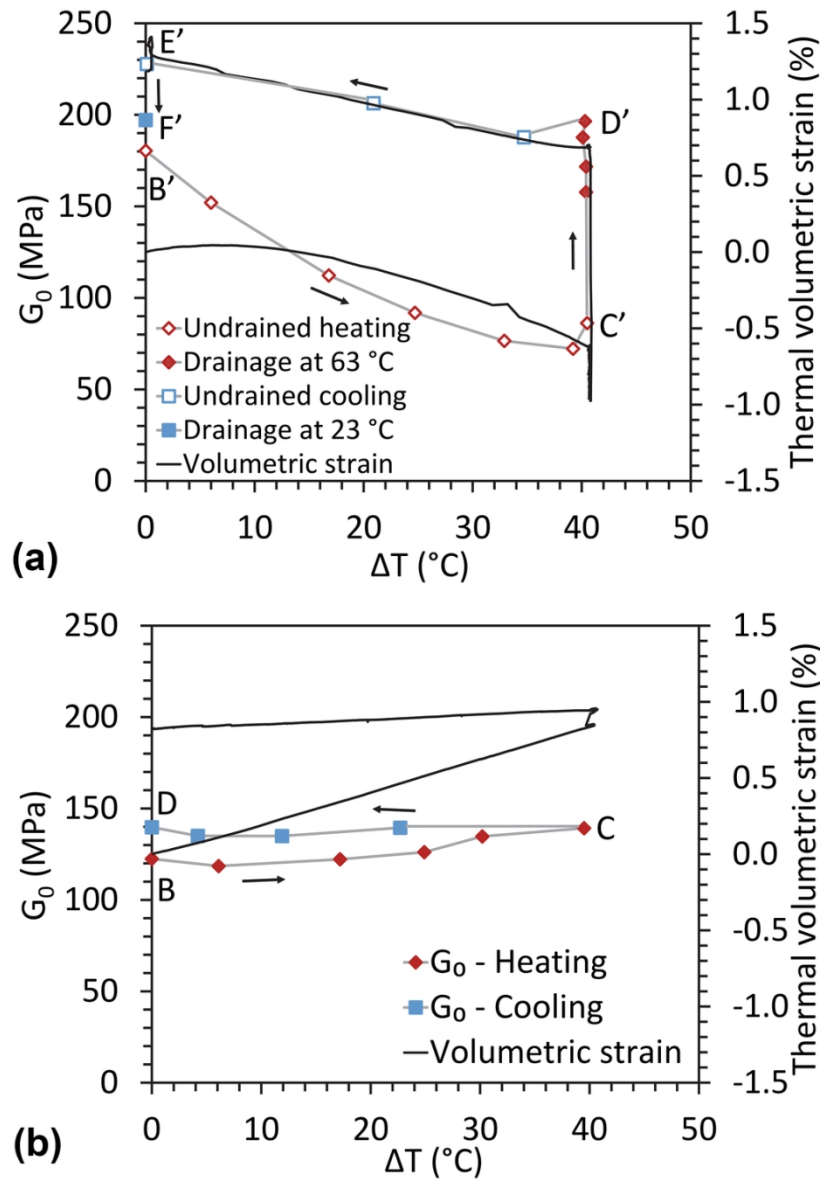 250
200
150
100
50
0
G₀ (MPa)
E’
F’
B’
D’
C’
Undrained heating
Drainage at 63 °C
Undrained cooling
Drainage at 23 °C
Volumetric strain
1.5
1.0
0.5
0.0
-0.5
-1.0
-1.5
Thermal volumetric strain (%)
0 10 20 30 40 50
(a)
ΔT (°C)
250
200
150
100
50
0
G₀ (MPa)
D
B
C
G₀ - Heating
G₀ - Cooling
Volumetric strain
1.5
1.0
0.5
0.0
-0.5
-1.0
-1.5
Thermal volumetric strain (%)
0 10 20 30 40 50
(b)
ΔT (°C)